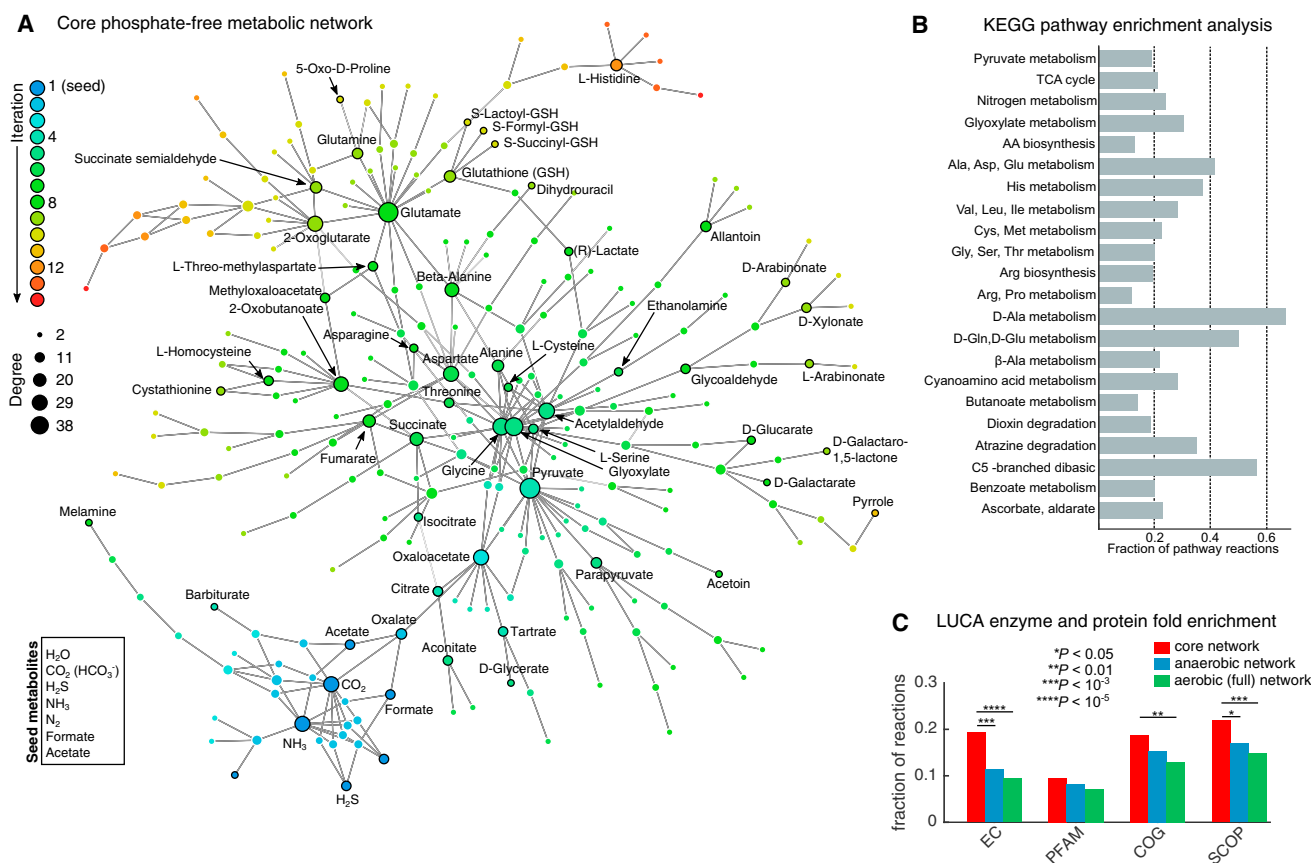 A Core phosphate-free metabolic network
Iteration
1 (seed)
4
8
12
Degree
2
11
20
29
38
L-Histidine
5-Oxo-D-Proline
S-Lactoyl-GSH
S-Formyl-GSH
S-Succinyl-GSH
Glutamine
Succinate semialdehyde
Glutathione (GSH)
Dihydrouracil
Glutamate
2-Oxoglutarate
Allantoin
(R)-Lactate
L-Threo-methylaspartate
Beta-Alanine
D-Arabinonate
Methyloxaloacetate
Ethanolamine
2-Oxobutanoate
D-Xylonate
Asparagine
L-Cysteine
L-Homocysteine
Aspartate
Alanine
Cystathionine
Threonine
Glycoaldehyde
L-Arabinonate
Succinate
Acetylaldehyde
D-Glucarate
D-Galactaro-
1,5-lactone
Fumarate
L-Serine
Glycine
Glyoxylate
Pyruvate
D-Galactarate
Pyrrole
Melamine
Isocitrate
Oxaloacetate
Parapyruvate
Acetoin
Citrate
Barbiturate
Oxalate
Acetate
Tartrate
Aconitate
D-Glycerate
CO2
Formate
NH3
H2S
Seed metabolites
H2O
CO2 (HCO3-)
H2S
NH3
N2
Formate
Acetate
B KEGG pathway enrichment analysis
Pyruvate metabolism
TCA cycle
Nitrogen metabolism
Glyoxylate metabolism
AA biosynthesis
Ala, Asp, Glu metabolism
His metabolism
Val, Leu, Ile metabolism
Cys, Met metabolism
Gly, Ser, Thr metabolism
Arg biosynthesis
Arg, Pro metabolism
D-Ala metabolism
D-Gln,D-Glu metabolism
β-Ala metabolism
Cyanoamino acid metabolism
Butanoate metabolism
Dioxin degradation
Atrazine degradation
C5 -branched dibasic
Benzoate metabolism
Ascorbate, aldarate
0.2 0.4 0.6
Fraction of pathway reactions
C LUCA enzyme and protein fold enrichment
*P < 0.05
**P < 0.01
***P < 10-3
****P < 10-5
core network
anaerobic network
aerobic (full) network
fraction of reactions
0.3
0.2
0.1
0
****
***
**
***
*
EC PFAM COG SCOP